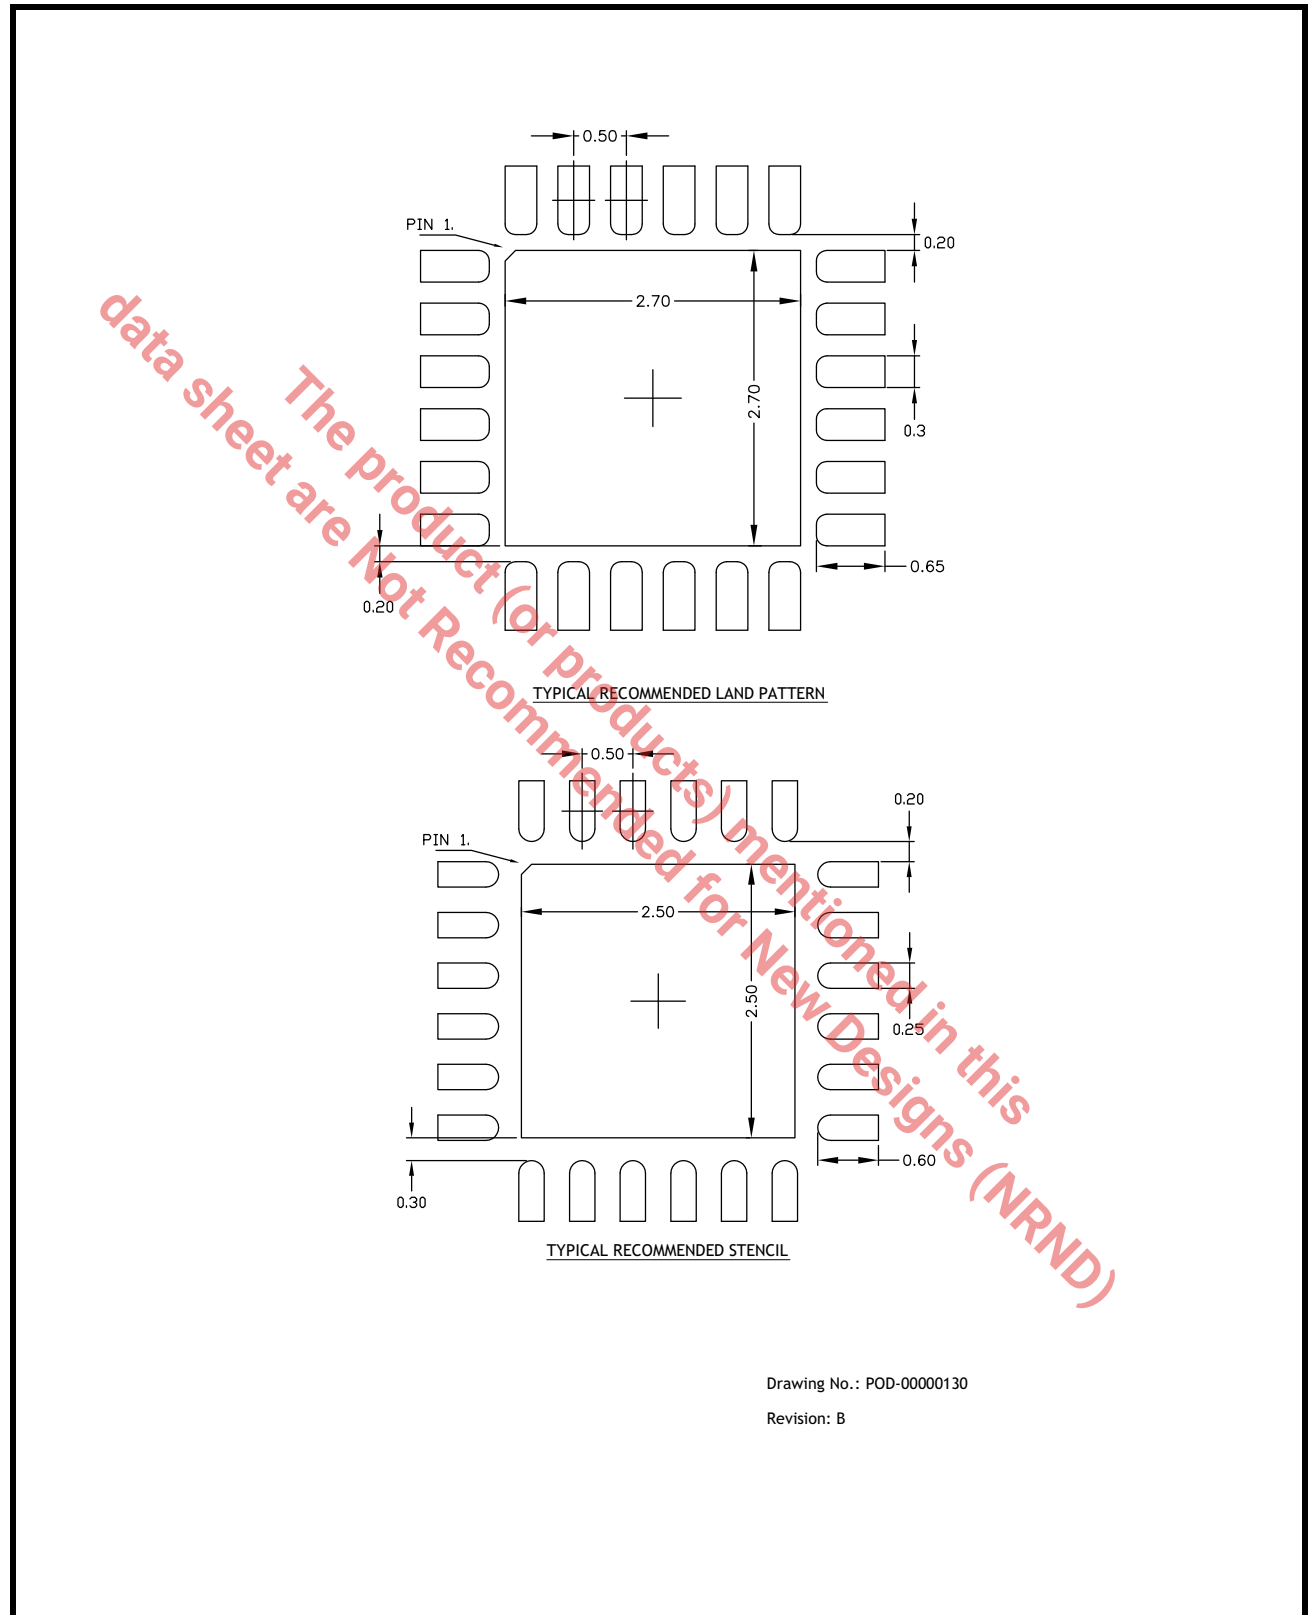 0.50
PIN 1.
0.20
2.70
2.70
0.3
0.65
0.20
TYPICAL RECOMMENDED LAND PATTERN
0.50
0.20
PIN 1.
2.50
2.50
0.25
0.60
0.30
TYPICAL RECOMMENDED STENCIL
The product (or products) mentioned in this
data sheet are Not Recommended for New Designs (NRND)
Drawing No.: POD-00000130
Revision: B